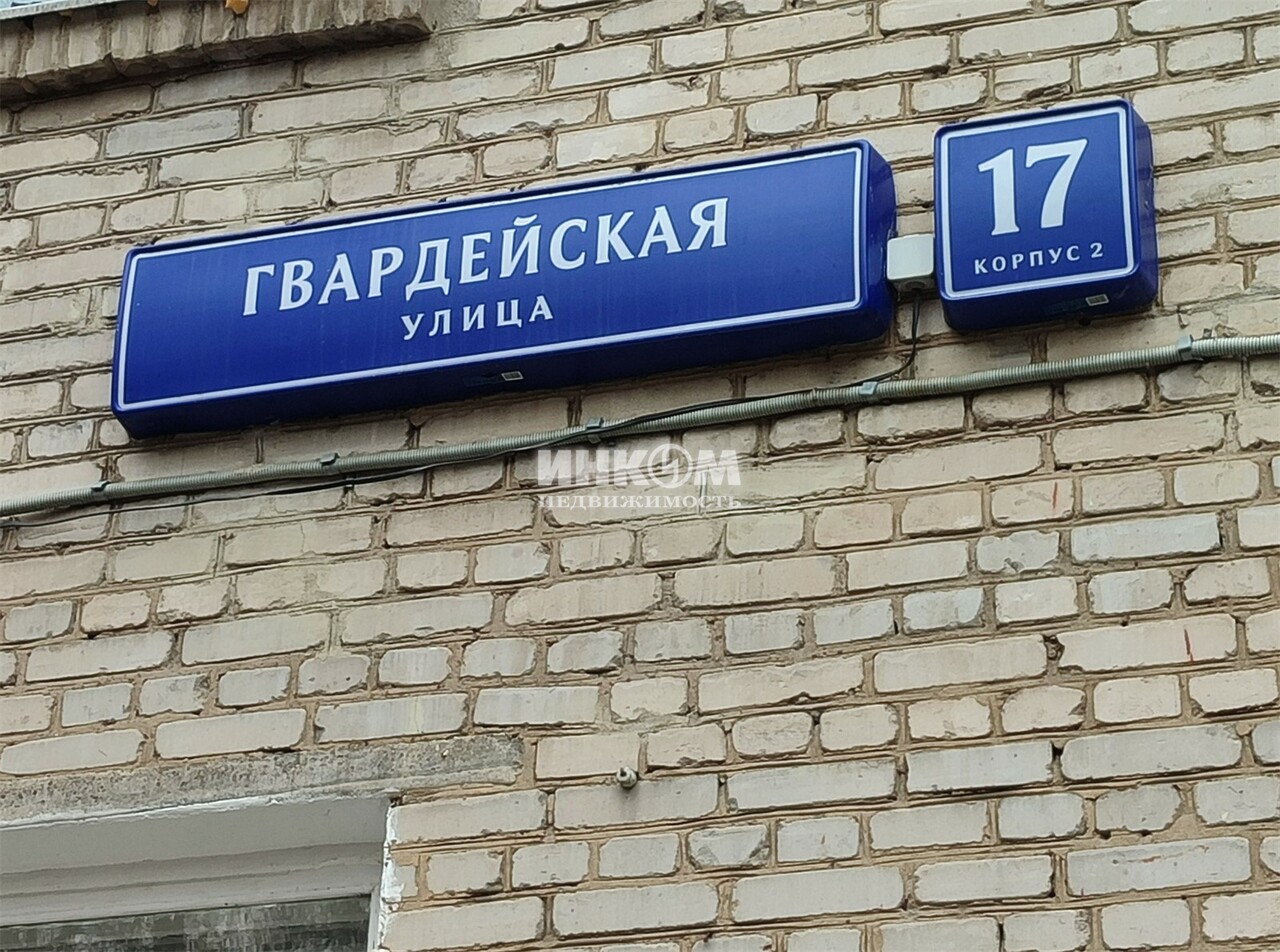 ГВАРДЕЙСКАЯ
УЛИЦА
17
КОРПУС 2
ИНКОМ
НЕДВИЖИМОСТЬ